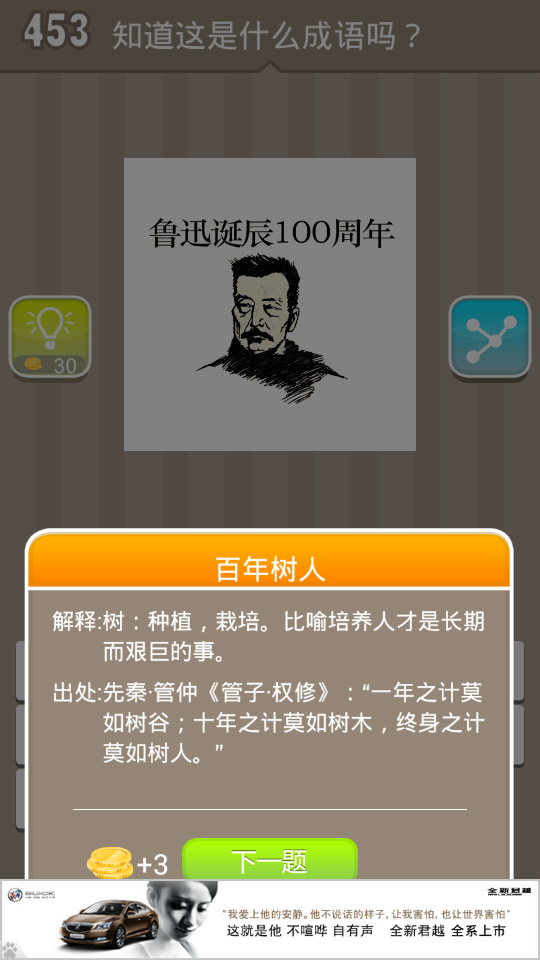 453 知道这是什么成语吗？
鲁迅诞辰100周年
30
百年树人
解释:树：种植，栽培。比喻培养人才是长期
而艰巨的事。
出处:先秦·管仲《管子·权修》：“一年之计莫
如树谷；十年之计莫如树木，终身之计
莫如树人。”
+3 下一题
BUICK 全新君越
“我爱上他的安静。他不说话的样子，让我害怕，也让世界害怕”
这就是他 不喧哗 自有声 全新君越 全系上市